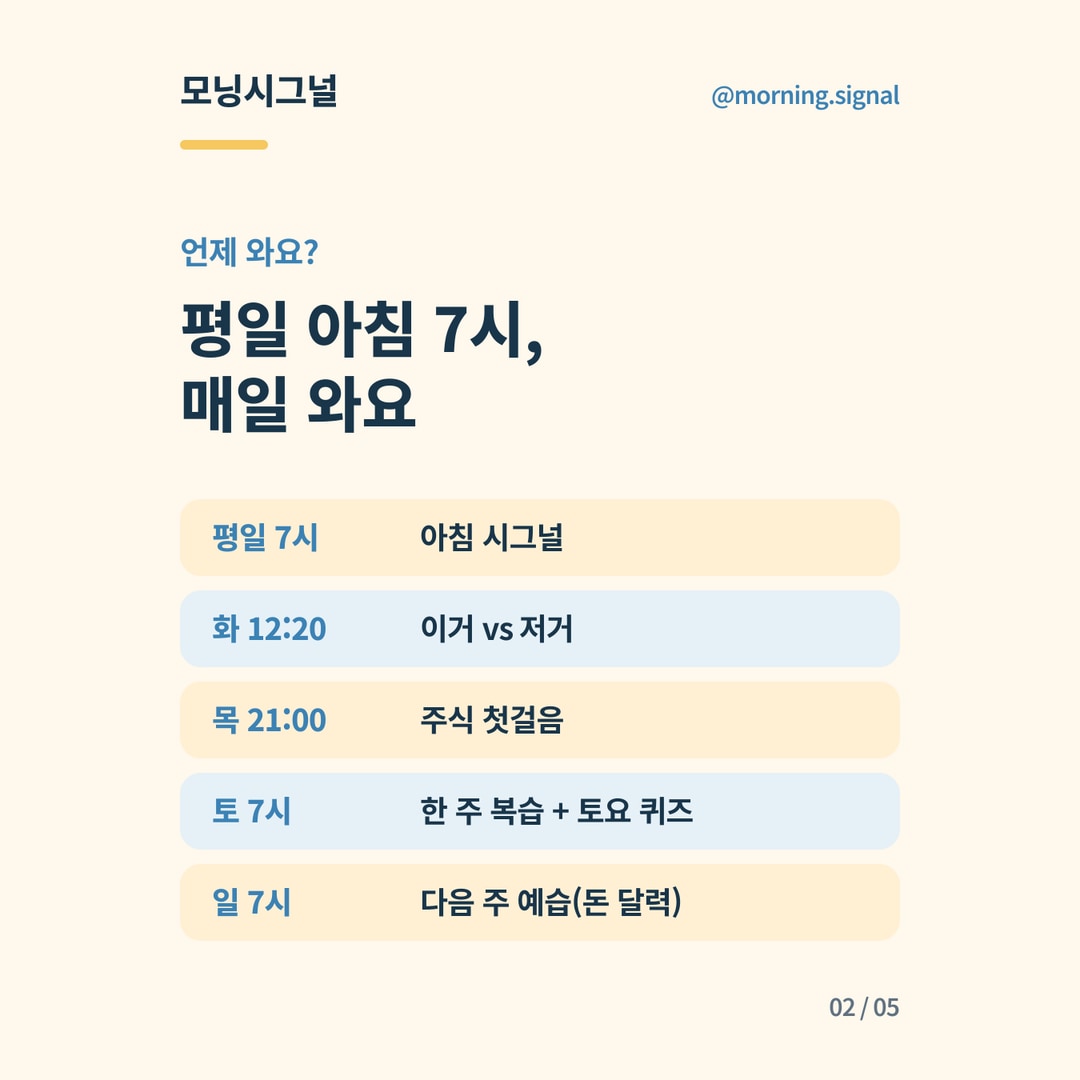 모닝시그널
@morning.signal
언제 와요?
평일 아침 7시,
매일 와요
평일 7시 아침 시그널
화 12:20 이거 vs 저거
목 21:00 주식 첫걸음
토 7시 한 주 복습 + 토요 퀴즈
일 7시 다음 주 예습(돈 달력)
02 / 05